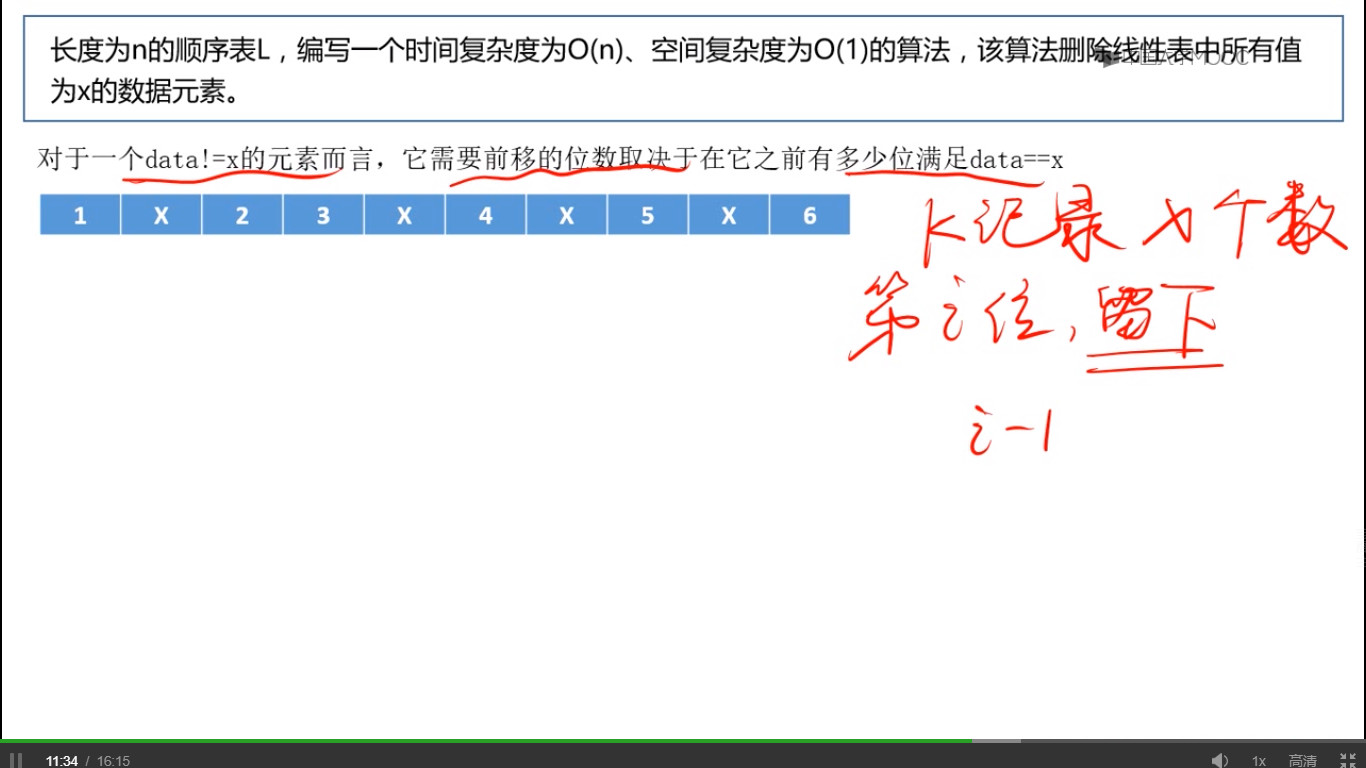 长度为n的顺序表L，编写一个时间复杂度为O(n)、空间复杂度为O(1)的算法，该算法删除线性表中所有值
为x的数据元素。
对于一个data!=x的元素而言，它需要前移的位数取决于在它之前有多少位满足data==x
1 X 2 3 X 4 X 5 X 6
k记录x个数
第i位，留下
i-1
11:34 / 16:15 1x 高清